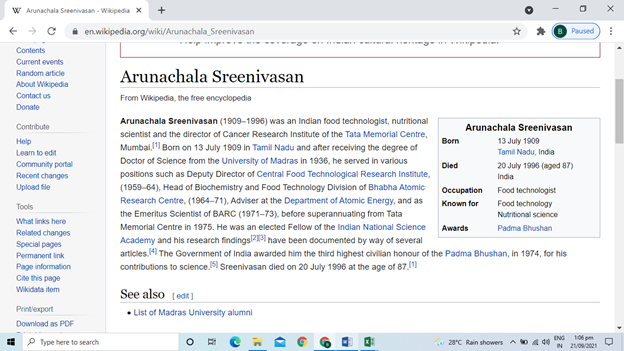 Arunachala Sreenivasan - Wikipedia
en.wikipedia.org/wiki/Arunachala_Sreenivasan
B
Paused
Contents
Current events
Random article
About Wikipedia
Contact us
Donate
Contribute
Help
Learn to edit
Community portal
Recent changes
Upload file
Tools
What links here
Related changes
Special pages
Permanent link
Page information
Cite this page
Wikidata item
Print/export
Download as PDF
Help improve the coverage on Indian cultural heritage in Wikipedia.
Arunachala Sreenivasan
From Wikipedia, the free encyclopedia
Arunachala Sreenivasan (1909–1996) was an Indian food technologist, nutritional
scientist and the director of Cancer Research Institute of the Tata Memorial Centre,
Mumbai.[1] Born on 13 July 1909 in Tamil Nadu and after receiving the degree of
Doctor of Science from the University of Madras in 1936, he served in various
positions such as Deputy Director of Central Food Technological Research Institute,
(1959–64), Head of Biochemistry and Food Technology Division of Bhabha Atomic
Research Centre, (1964–71), Adviser at the Department of Atomic Energy, and as
the Emeritus Scientist of BARC (1971–73), before superannuating from Tata
Memorial Centre in 1975. He was an elected Fellow of the Indian National Science
Academy and his research findings[2][3] have been documented by way of several
articles.[4] The Government of India awarded him the third highest civilian honour of the Padma Bhushan, in 1974, for his
contributions to science.[5] Sreenivasan died on 20 July 1996 at the age of 87.[1]
Arunachala Sreenivasan
Born 13 July 1909
Tamil Nadu, India
Died 20 July 1996 (aged 87)
India
Occupation Food technologist
Known for Food technology
Nutritional science
Awards Padma Bhushan
See also [ edit ]
• List of Madras University alumni
Type here to search
28°C Rain showers
ENG
IN
1:06 pm
21/09/2021